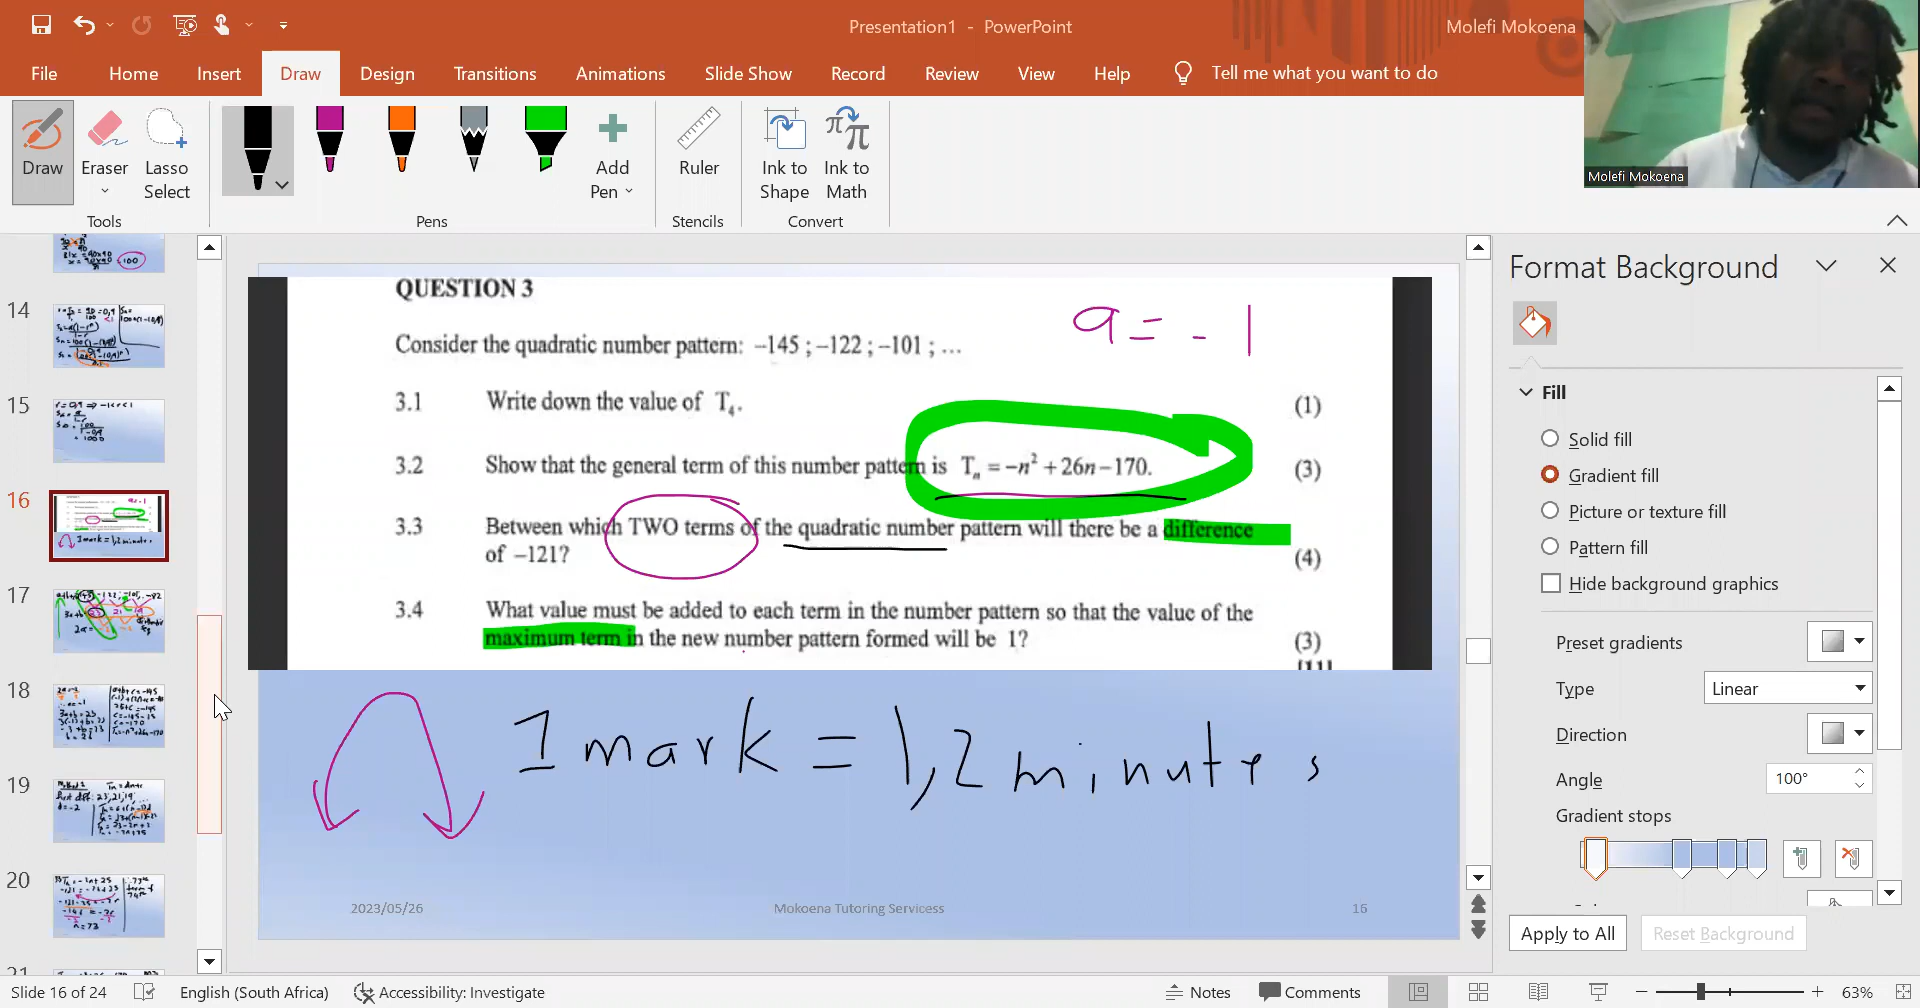 Presentation1 - PowerPoint
Molefi Mokoena
File Home Insert Draw Design Transitions Animations Slide Show Record Review View Help Tell me what you want to do
Draw Eraser Lasso Select
Add Pen
Ruler
Ink to Shape Ink to Math
Tools
Pens
Stencils
Convert
Molefi Mokoena
14
15
16
17
18
19
20
21
QUESTION 3
a = -1
Consider the quadratic number pattern: −145 ; −122 ; −101 ; …
3.1 Write down the value of T₄. (1)
3.2 Show that the general term of this number pattern is Tₙ = −n² + 26n − 170. (3)
3.3 Between which TWO terms of the quadratic number pattern will there be a difference
of −121? (4)
3.4 What value must be added to each term in the number pattern so that the value of the
maximum term in the new number pattern formed will be 1? (3)
[11]
1 mark = 1,2 minutes
2023/05/26
Mokoena Tutoring Servicess
16
Format Background
Fill
Solid fill
Gradient fill
Picture or texture fill
Pattern fill
Hide background graphics
Preset gradients
Type Linear
Direction
Angle 100°
Gradient stops
Apply to All Reset Background
Slide 16 of 24 English (South Africa) Accessibility: Investigate
Notes Comments
63%